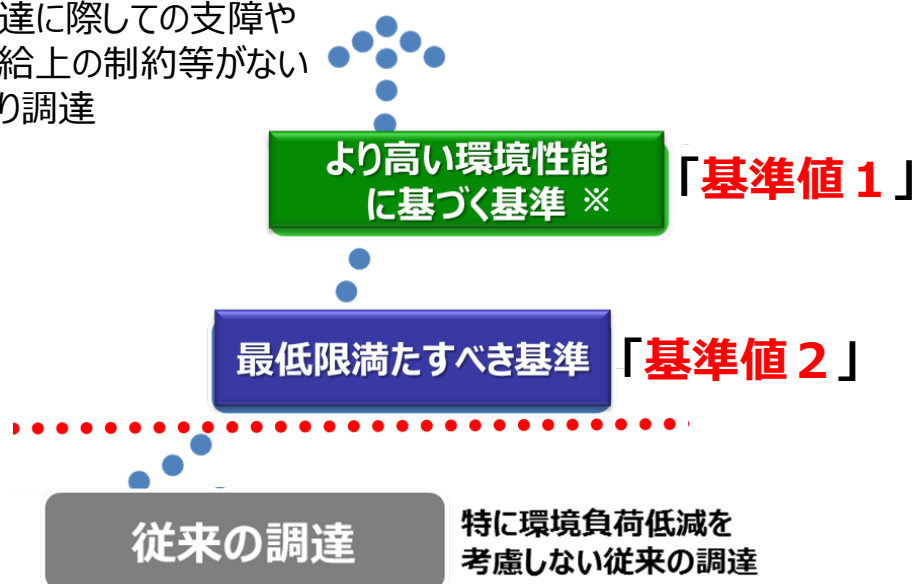 達に際しての支障や
給上の制約等がない
り調達
より高い環境性能
に基づく基準 ※
「基準値１」
最低限満たすべき基準
「基準値２」
従来の調達
特に環境負荷低減を
考慮しない従来の調達